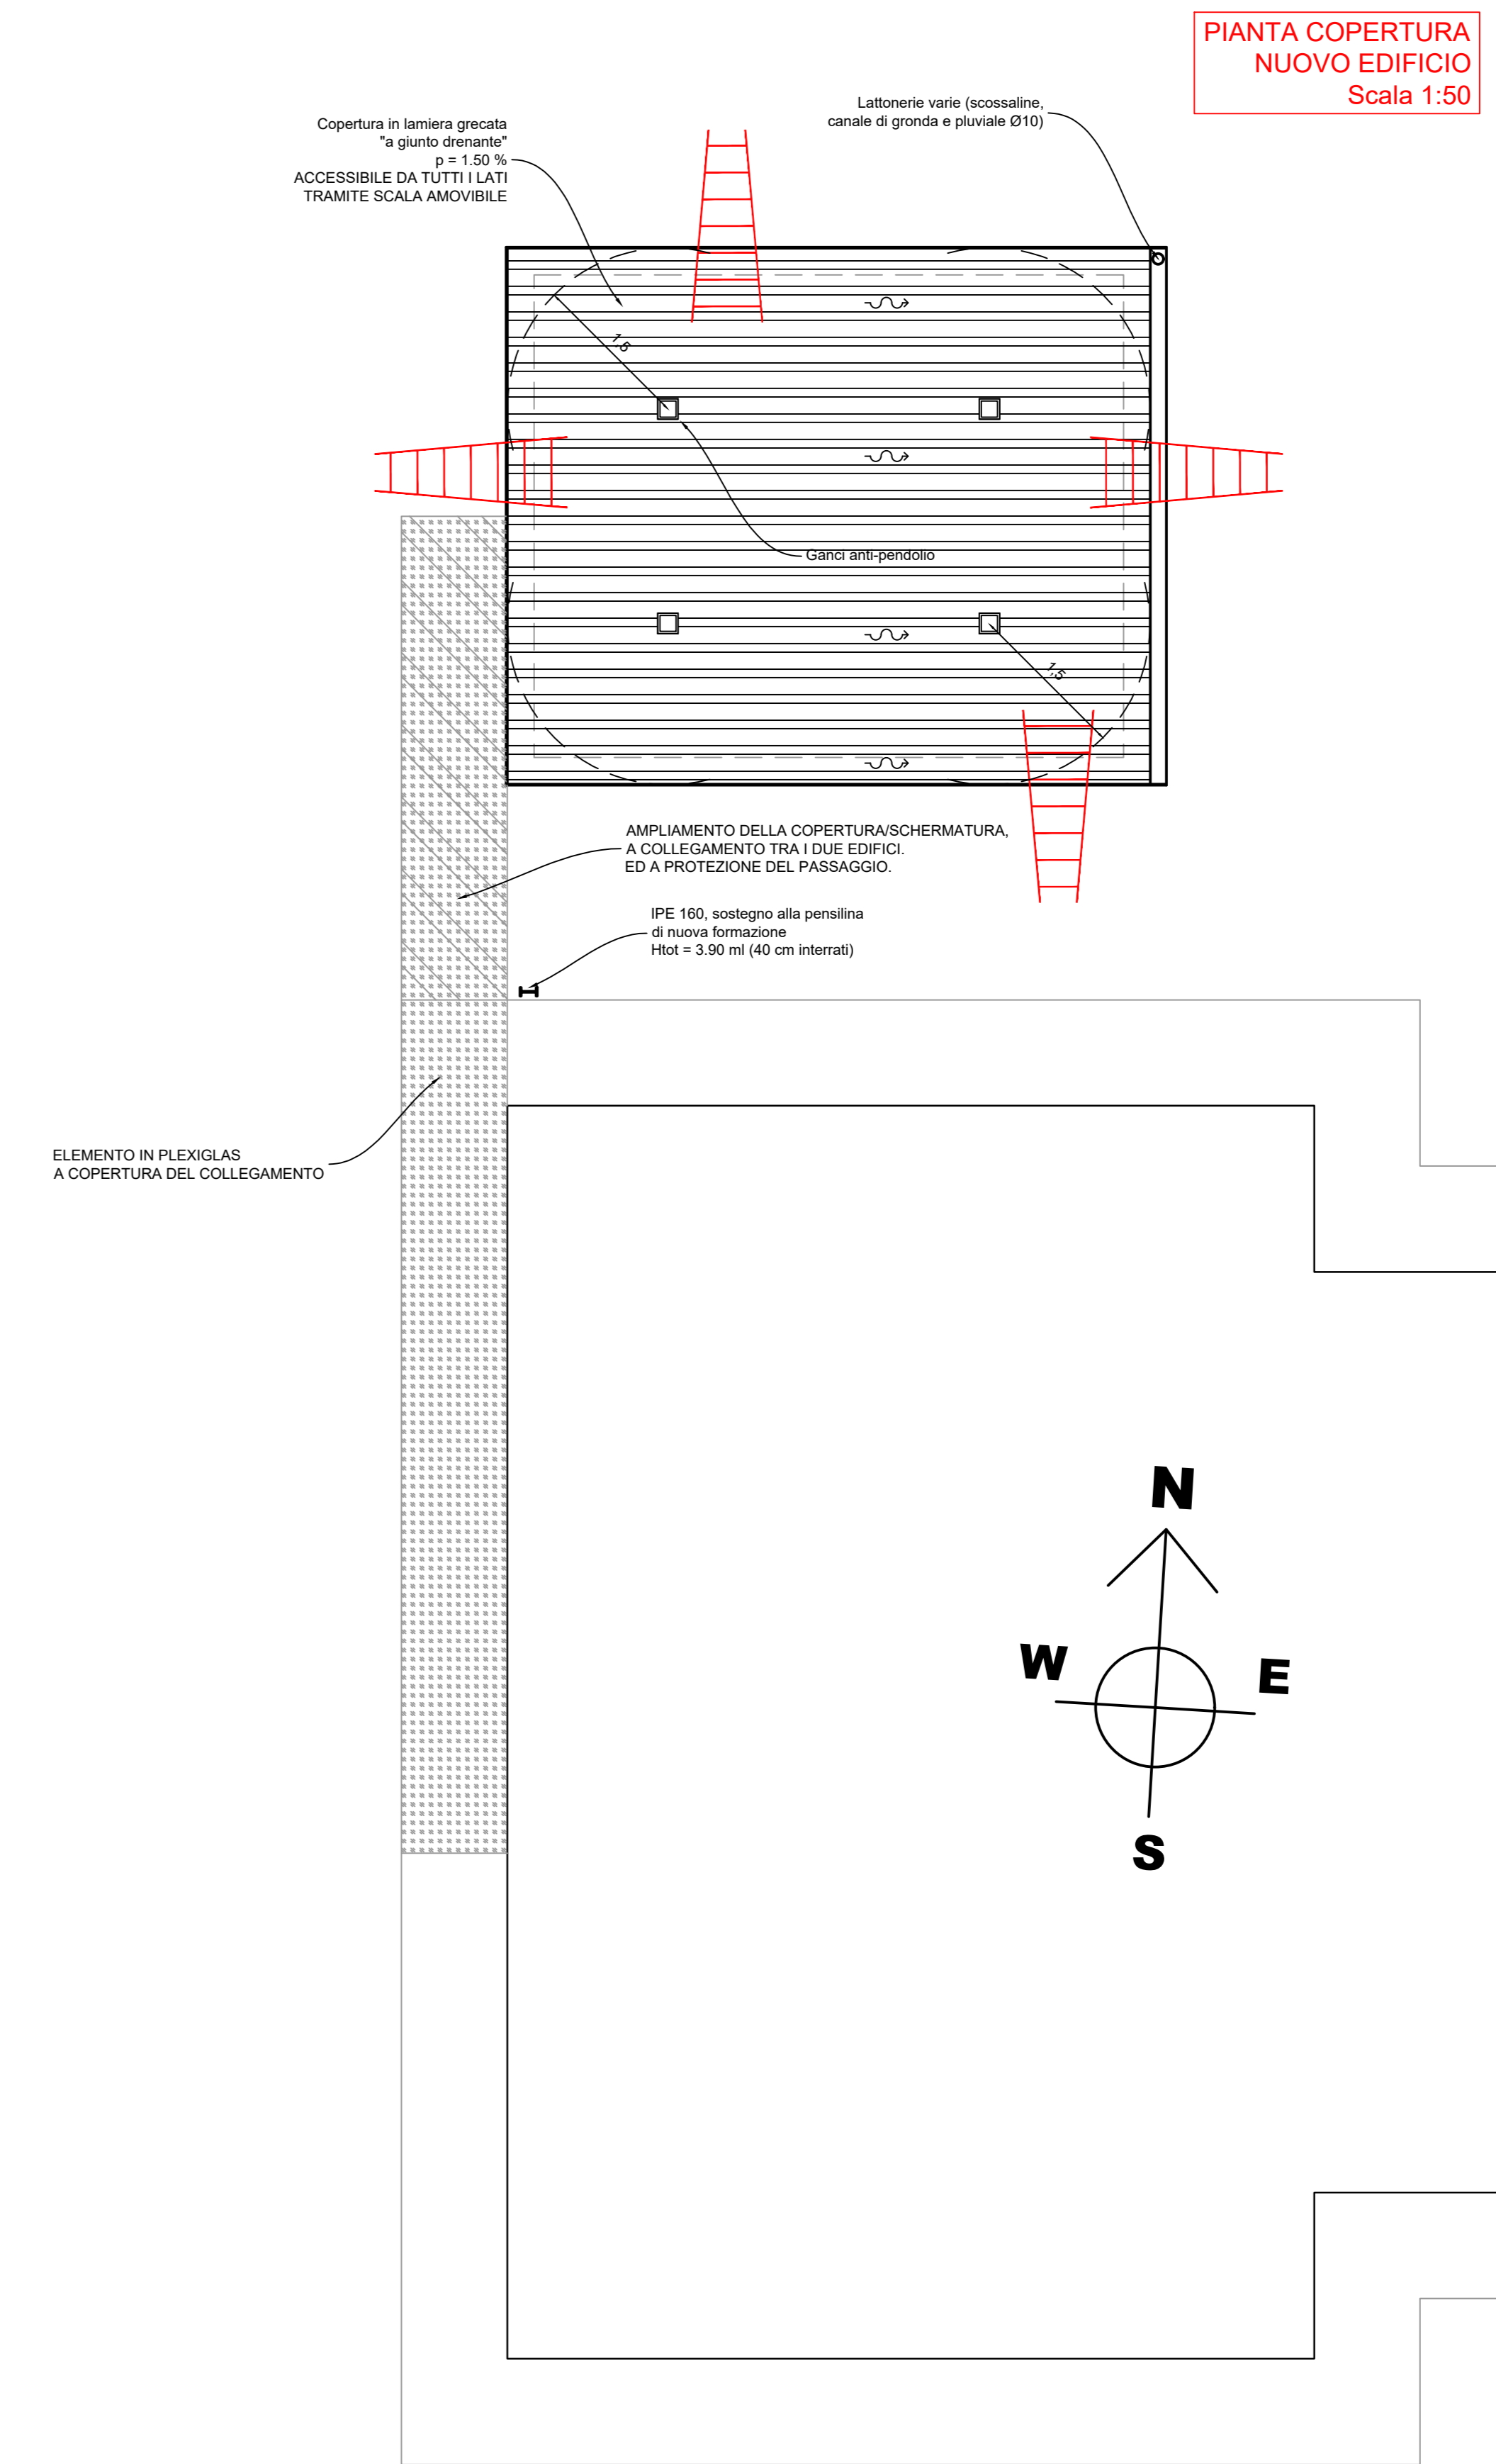 PIANTA COPERTURA
NUOVO EDIFICIO
Scala 1:50
Lattonerie varie (scossaline,
canale di gronda e pluviale Ø10)
Copertura in lamiera grecata
"a giunto drenante"
p = 1.50 %
ACCESSIBILE DA TUTTI I LATI
TRAMITE SCALA AMOVIBILE
1,5
Ganci anti-pendolio
1,5
AMPLIAMENTO DELLA COPERTURA/SCHERMATURA,
A COLLEGAMENTO TRA I DUE EDIFICI.
ED A PROTEZIONE DEL PASSAGGIO.
IPE 160, sostegno alla pensilina
di nuova formazione
Htot = 3.90 ml (40 cm interrati)
ELEMENTO IN PLEXIGLAS
A COPERTURA DEL COLLEGAMENTO
N
W
E
S